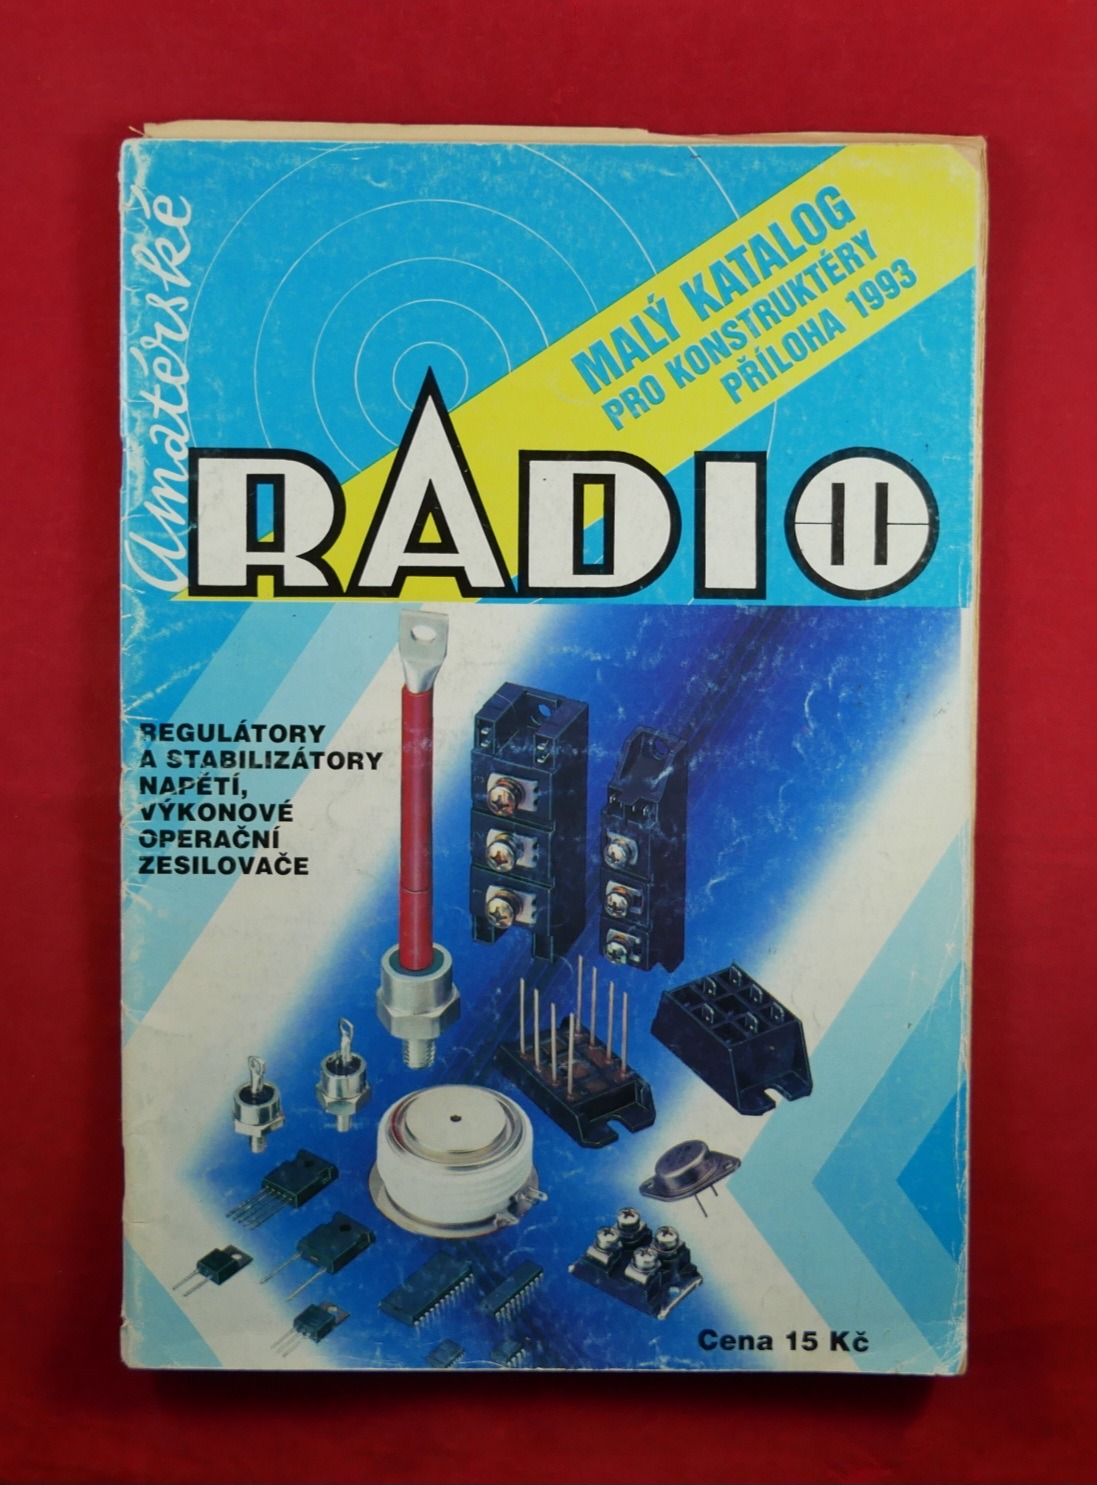 Amatérské
MALÝ KATALOG
PRO KONSTRUKTÉRY
PŘÍLOHA 1993
RADIO
REGULÁTORY
A STABILIZÁTORY
NAPĚTÍ,
VÝKONOVÉ
OPERAČNÍ
ZESILOVAČE
Cena 15 Kč